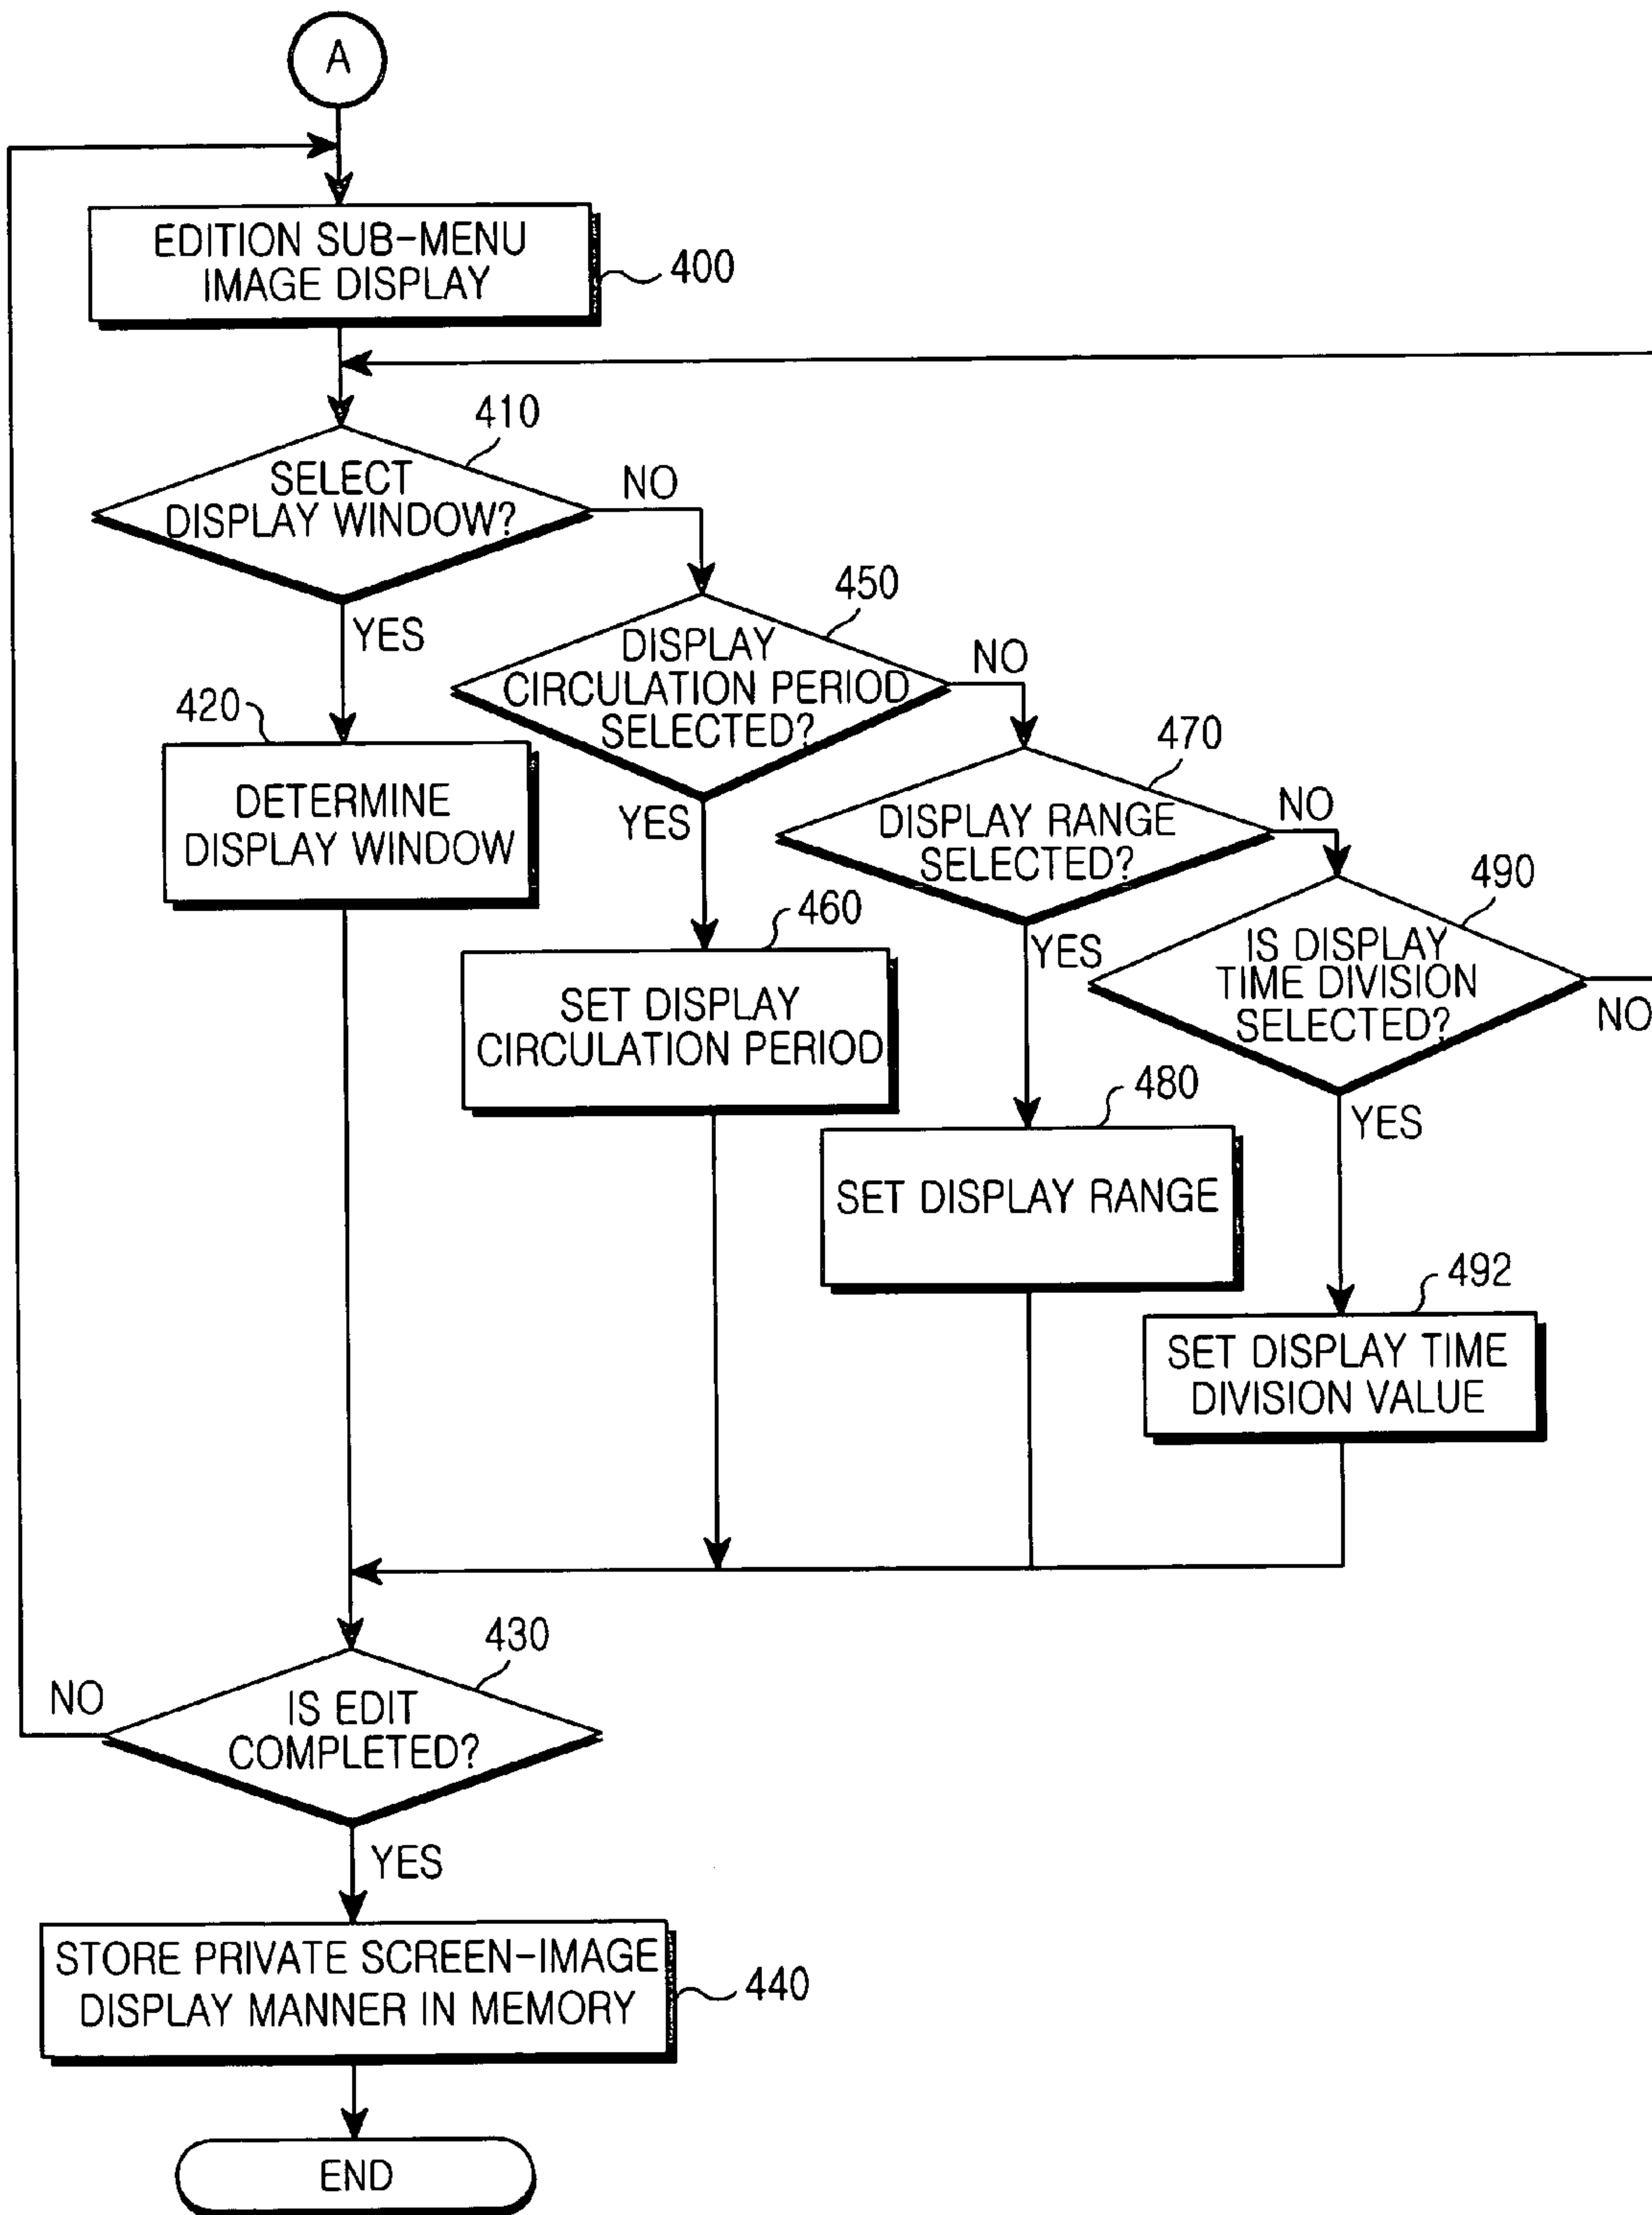 A
EDITION SUB-MENU
IMAGE DISPLAY
400
410
SELECT
DISPLAY WINDOW?
NO
YES
450
DISPLAY
CIRCULATION PERIOD
SELECTED?
NO
YES
420
DETERMINE
DISPLAY WINDOW
470
DISPLAY RANGE
SELECTED?
NO
YES
460
SET DISPLAY
CIRCULATION PERIOD
490
IS DISPLAY
TIME DIVISION
SELECTED?
NO
YES
480
SET DISPLAY RANGE
492
SET DISPLAY TIME
DIVISION VALUE
430
IS EDIT
COMPLETED?
NO
YES
STORE PRIVATE SCREEN-IMAGE
DISPLAY MANNER IN MEMORY
440
END